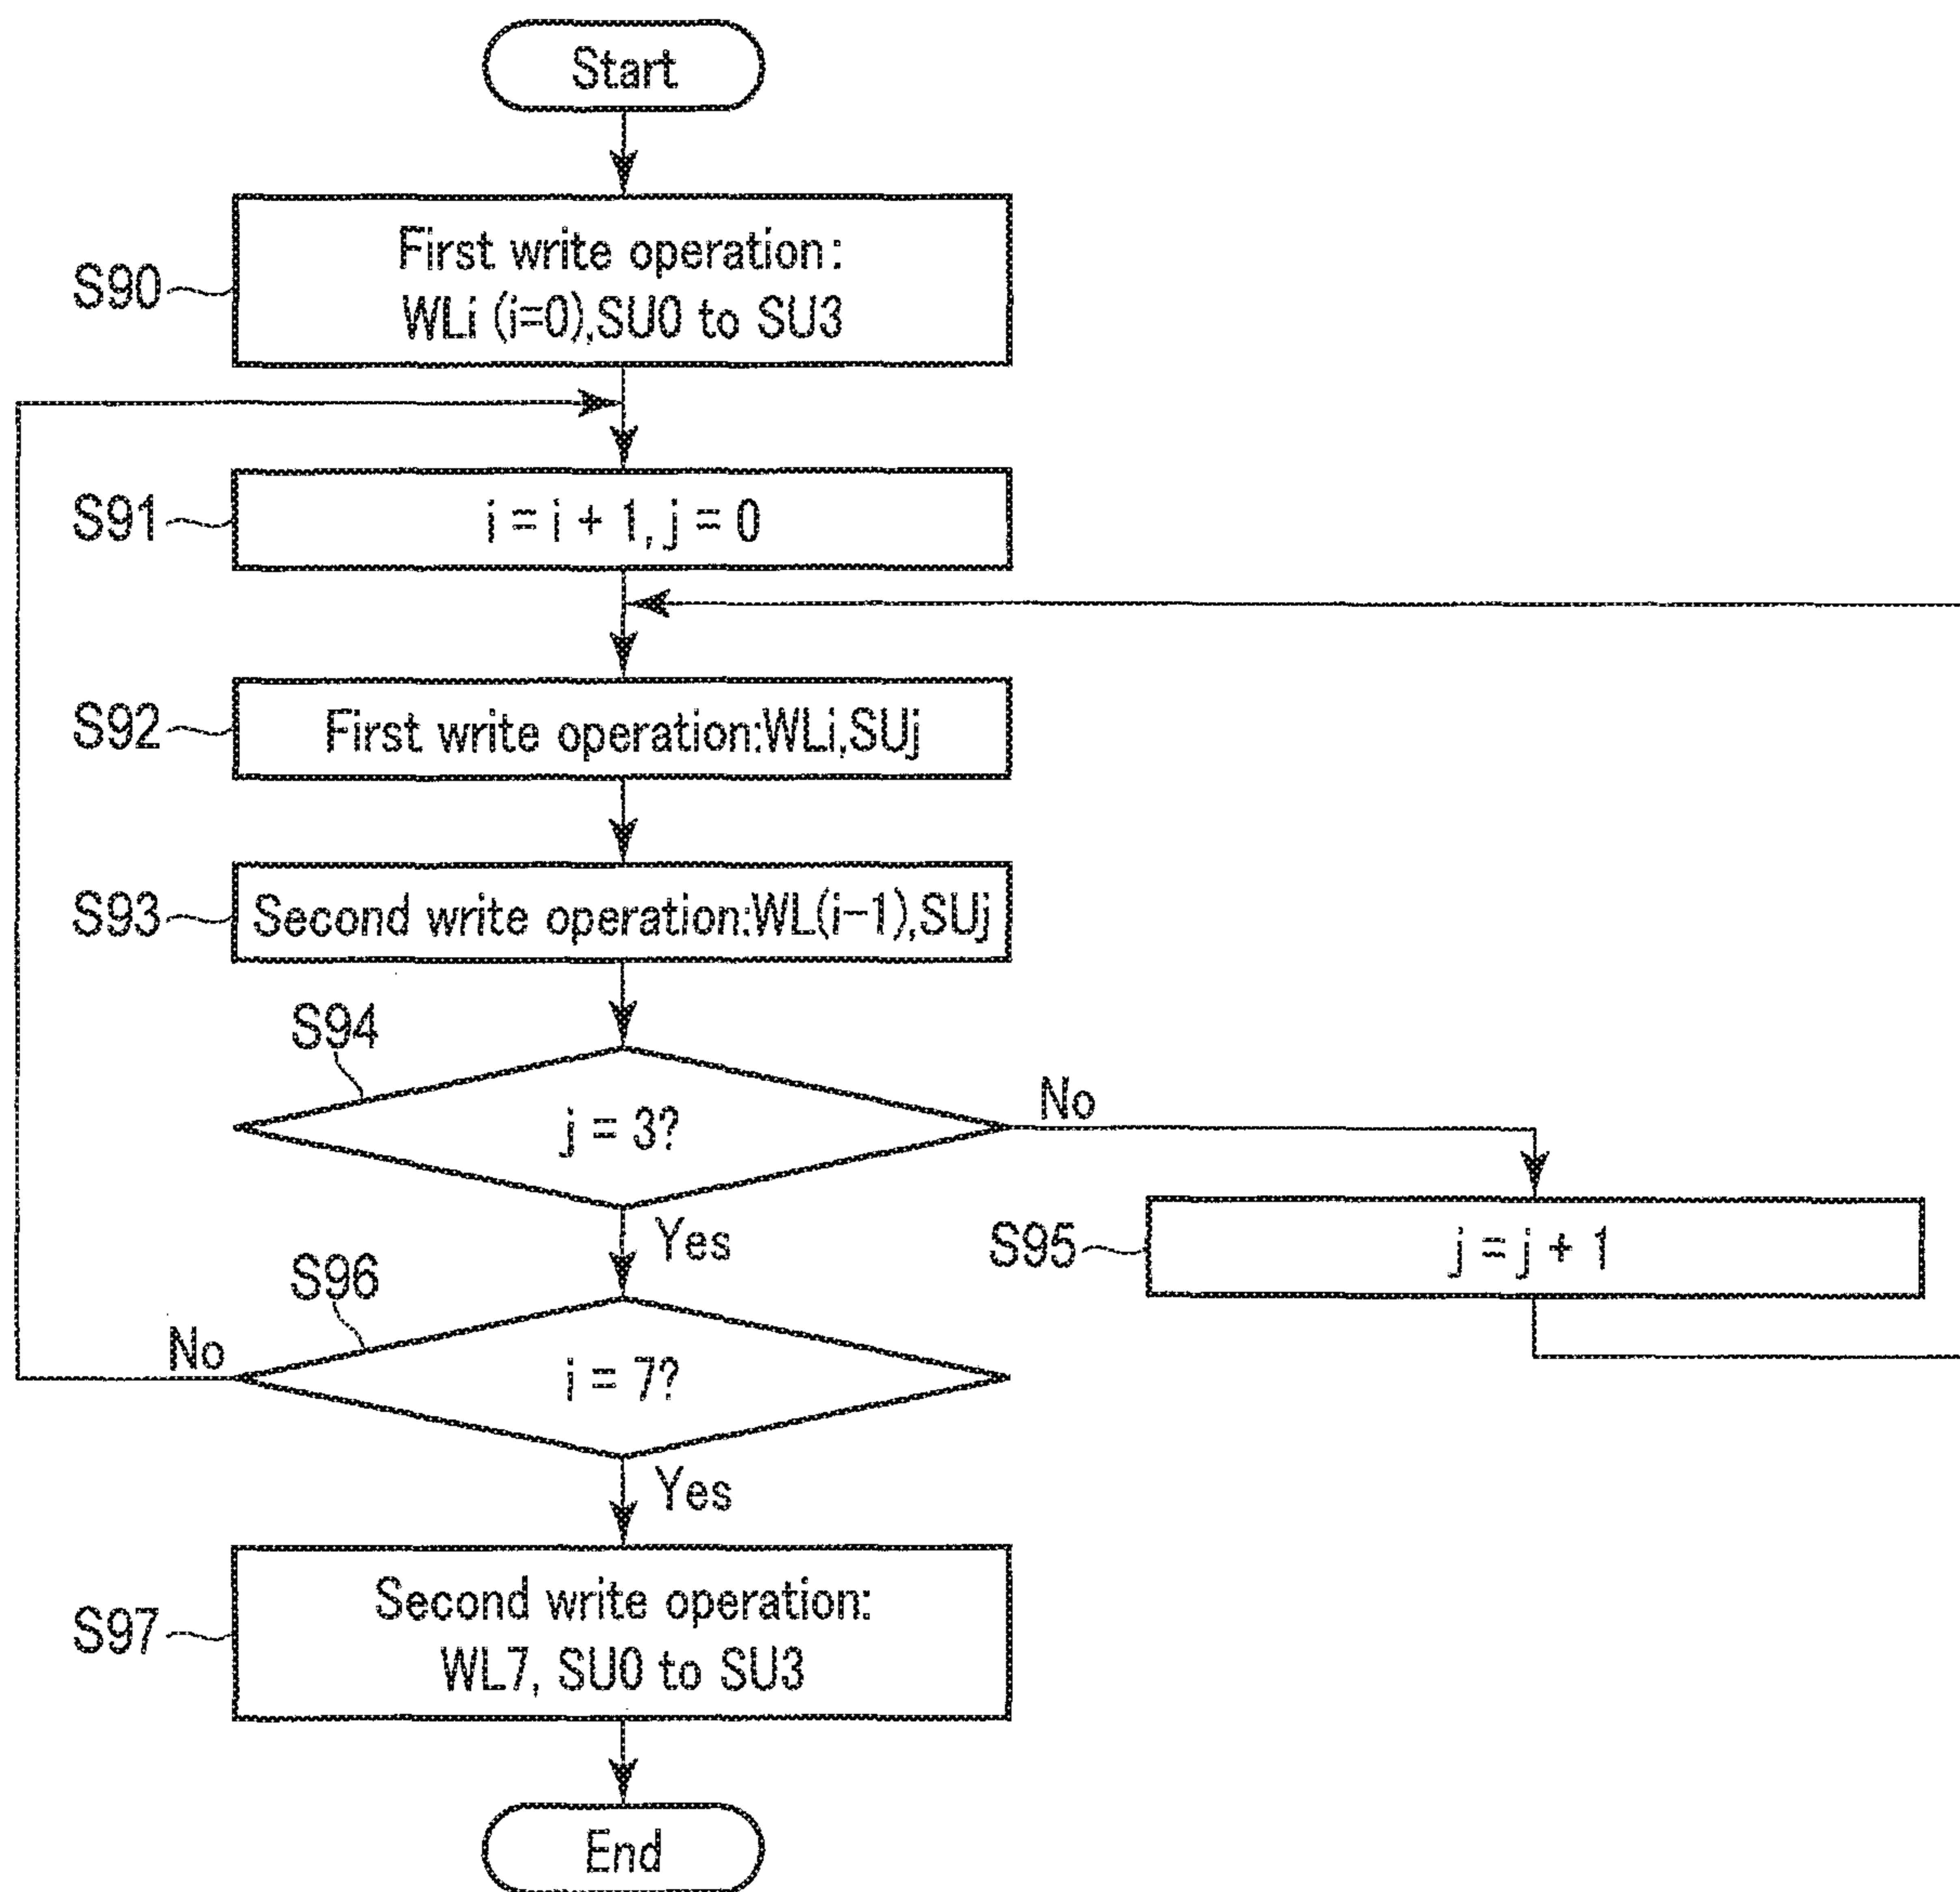 Start
S90
First write operation:
WLi (i=0),SU0 to SU3
S91
i = i + 1, j = 0
S92
First write operation:WLi,SUj
S93
Second write operation:WL(i-1),SUj
S94
j = 3?
No
Yes
S95
j = j + 1
S96
i = 7?
No
Yes
S97
Second write operation:
WL7, SU0 to SU3
End